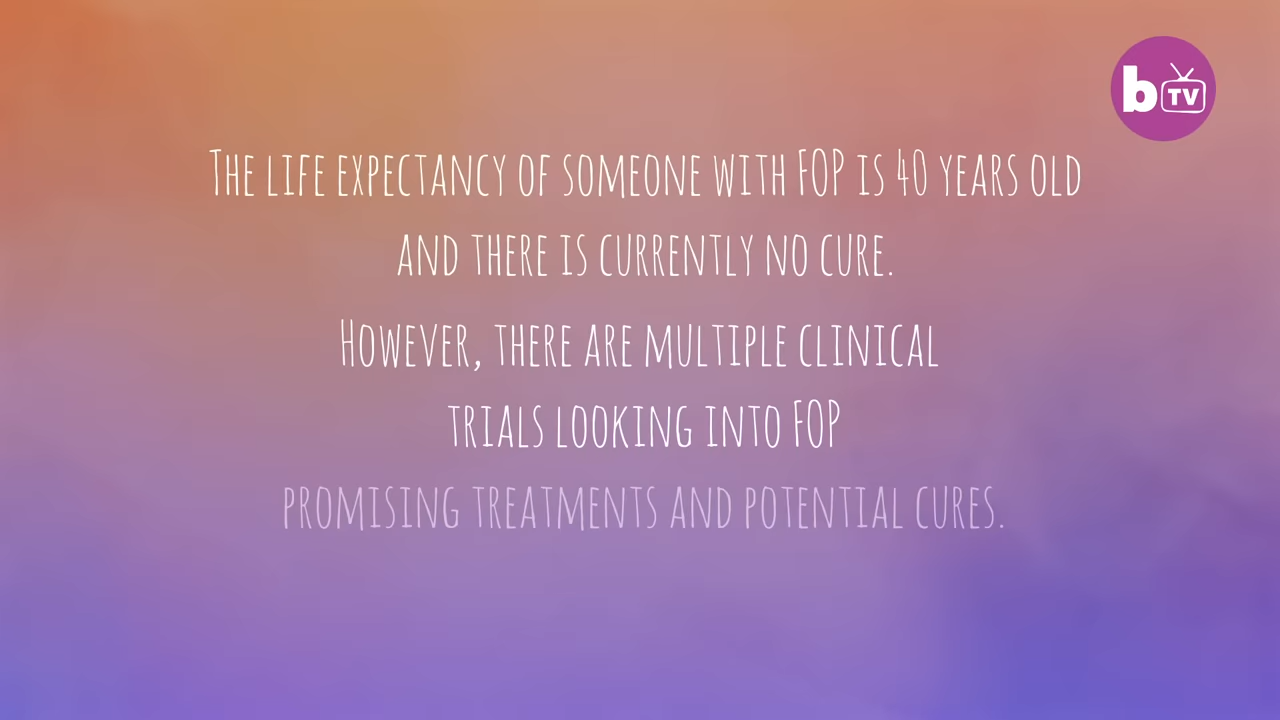 b TV
The life expectancy of someone with FOP is 40 years old
and there is currently no cure.
However, there are multiple clinical
trials looking into FOP
promising treatments and potential cures.